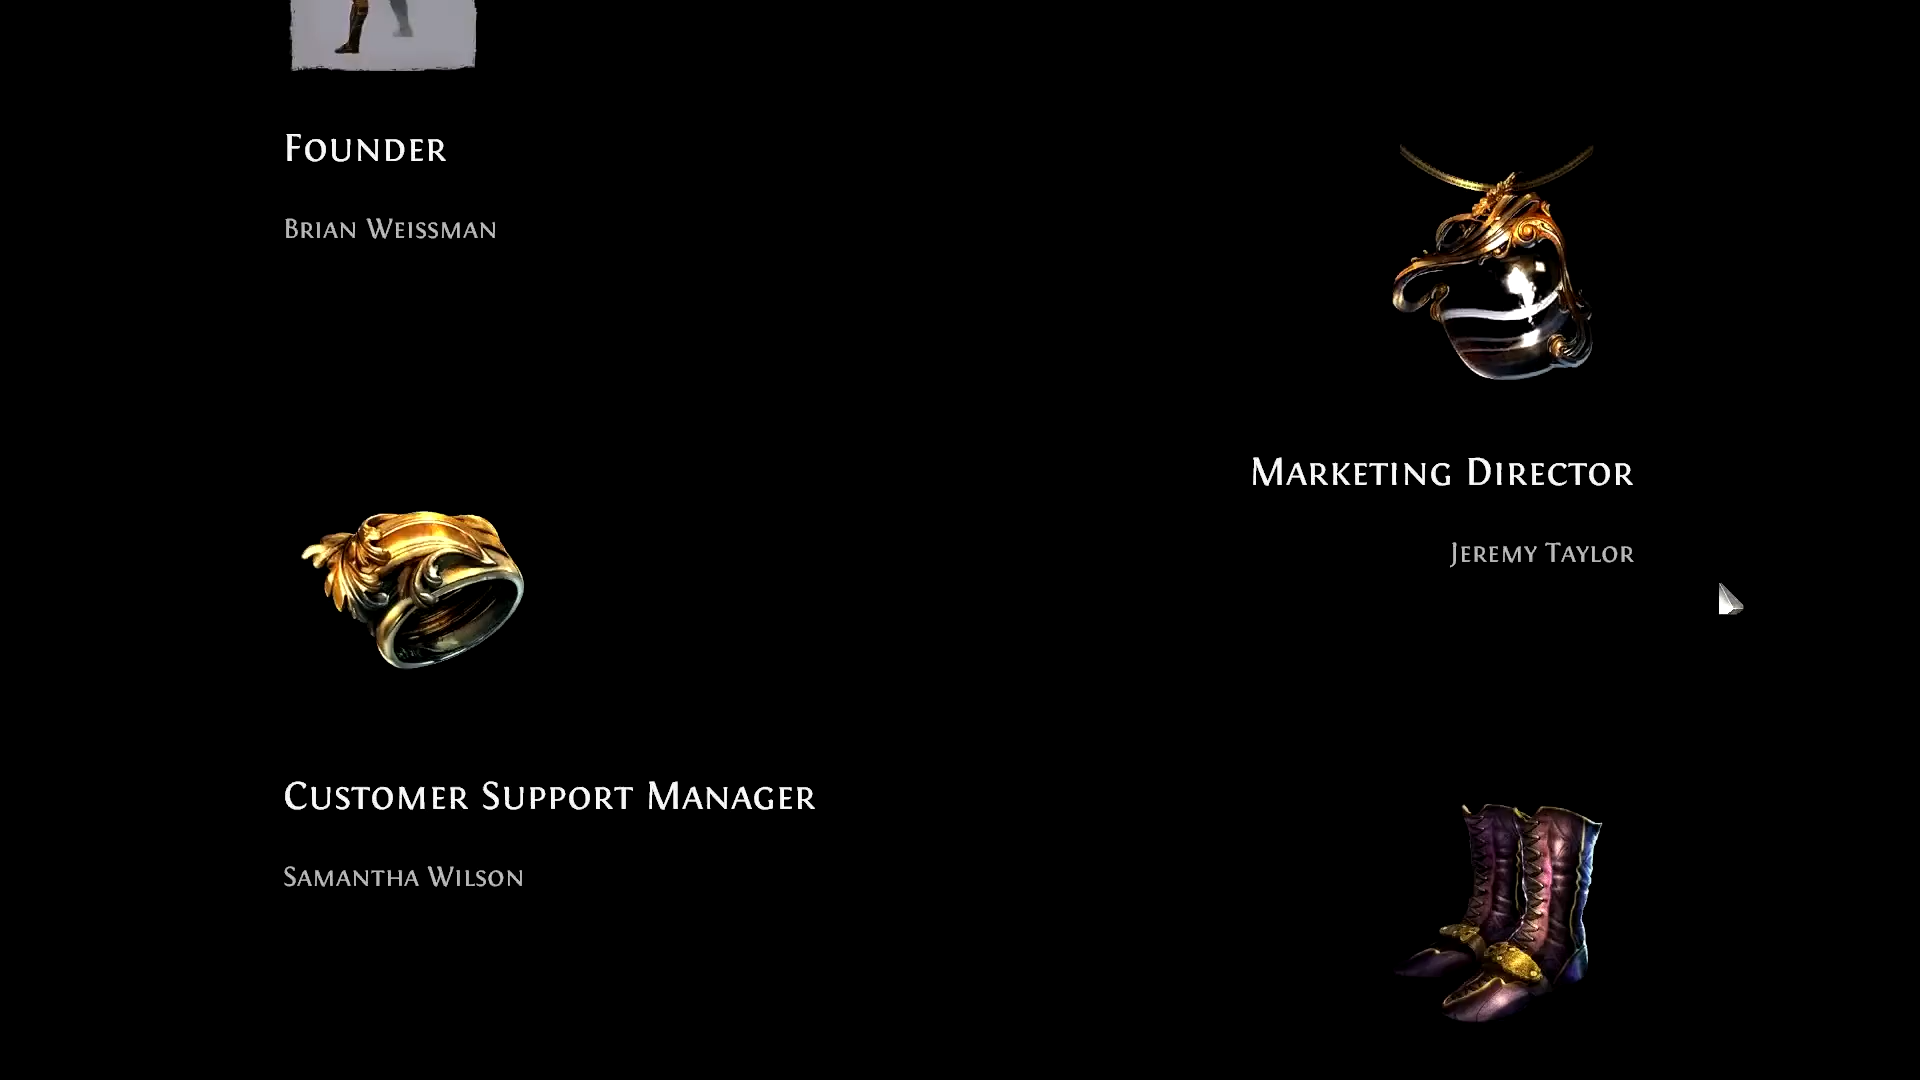 Founder
Brian Weissman
Marketing Director
Jeremy Taylor
Customer Support Manager
Samantha Wilson